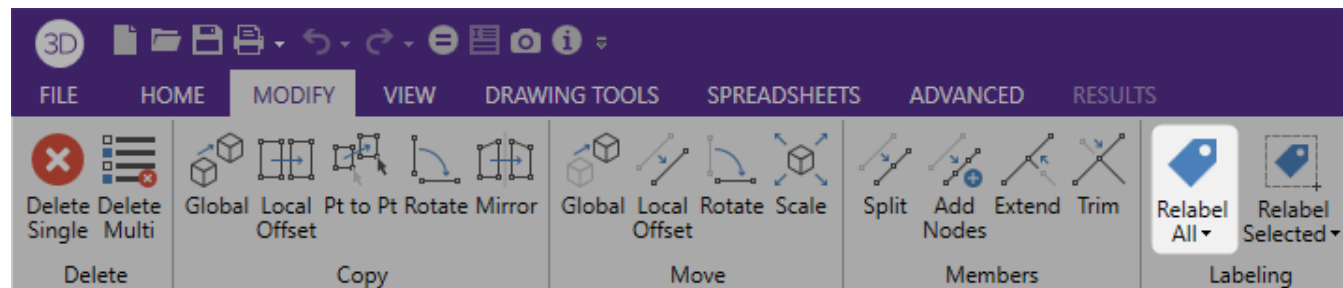 3D
FILE HOME MODIFY VIEW DRAWING TOOLS SPREADSHEETS ADVANCED RESULTS
Delete Delete Global Local Pt to Pt Rotate Mirror Global Local Rotate Scale Split Add Extend Trim Relabel Relabel
Single Multi Offset Offset Nodes All Selected
Delete Copy Move Members Labeling